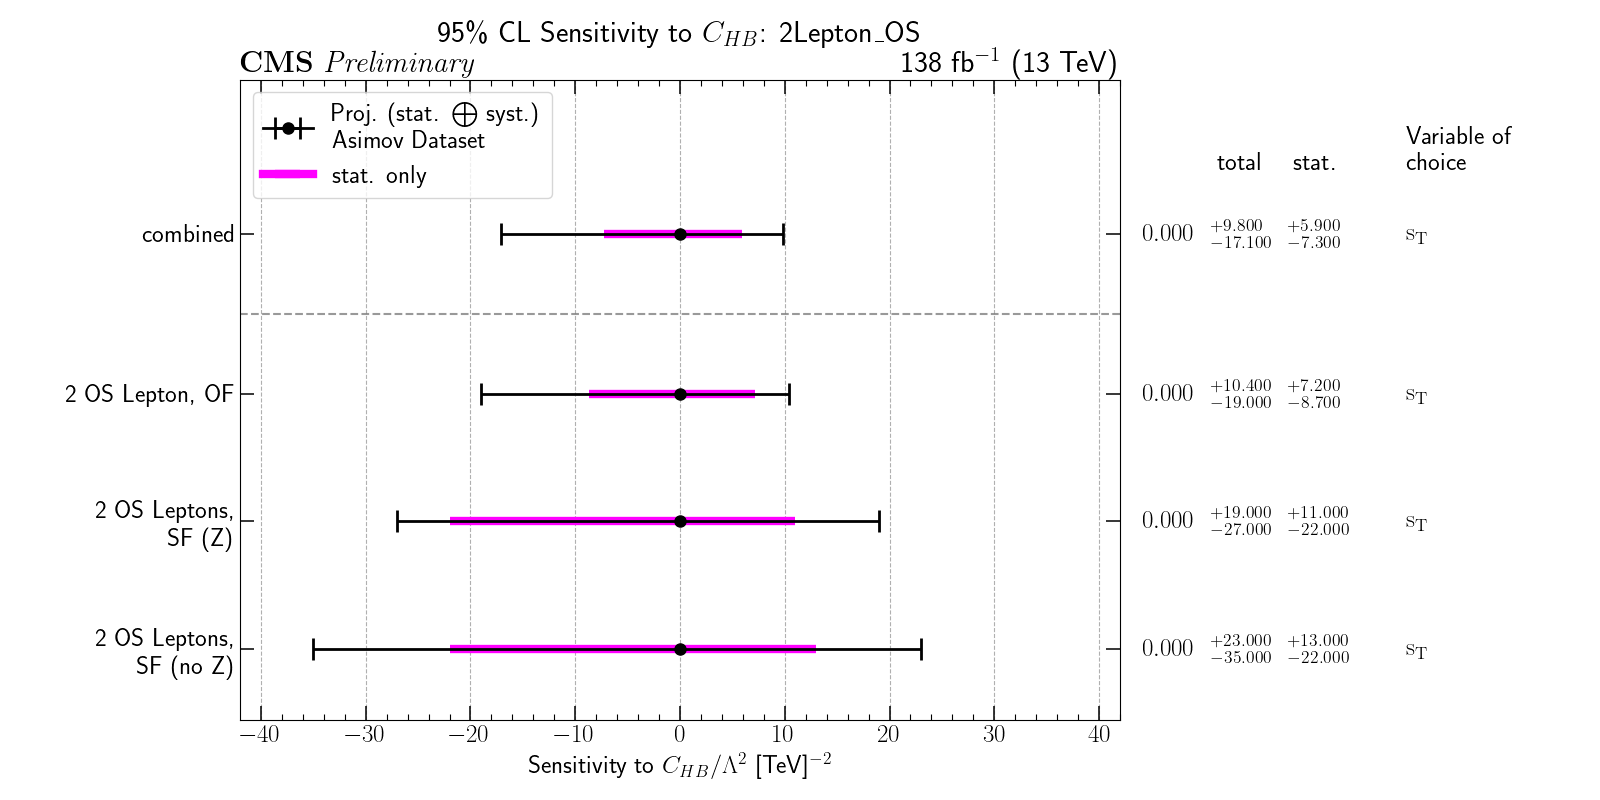 95% CL Sensitivity to C_{HB}: 2Lepton_OS
CMS Preliminary 138 fb^{−1} (13 TeV)
Proj. (stat. ⨁ syst.)
Asimov Dataset
stat. only
Variable of
choice
total stat.
combined 0.000 +9.800 −17.100 +5.900 −7.300 s_T
2 OS Lepton, OF 0.000 +10.400 −19.000 +7.200 −8.700 s_T
2 OS Leptons,
SF (Z) 0.000 +19.000 −27.000 +11.000 −22.000 s_T
2 OS Leptons,
SF (no Z) 0.000 +23.000 −35.000 +13.000 −22.000 s_T
−40 −30 −20 −10 0 10 20 30 40
Sensitivity to C_{HB}/Λ^2 [TeV]^{−2}